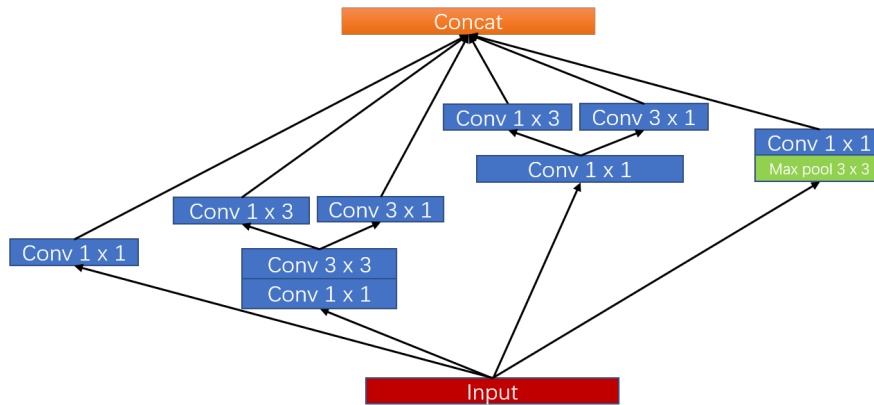 Concat
Conv 1 x 3
Conv 3 x 1
Conv 1 x 1
Max pool 3 x 3
Conv 1 x 1
Conv 1 x 3
Conv 3 x 1
Conv 1 x 1
Conv 3 x 3
Conv 1 x 1
Input